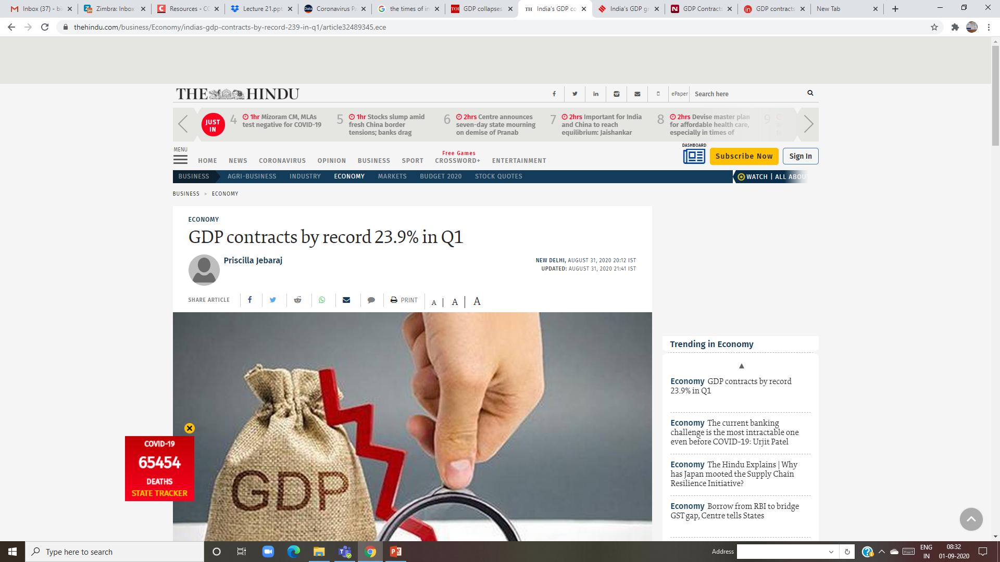 Inbox (37) - bi
Zimbra: Inbox
Resources - CC
Lecture 21.ppt
Coronavirus Pa
the times of in
GDP collapses
India's GDP co
India's GDP gr
GDP Contracts
GDP contracts
New Tab
thehindu.com/business/Economy/indias-gdp-contracts-by-record-239-in-q1/article32489345.ece
THE HINDU
ePaper
Search here
JUST
IN
4 1hr Mizoram CM, MLAs
test negative for COVID-19
5 1hr Stocks slump amid
fresh China border
tensions; banks drag
6 2hrs Centre announces
seven-day state mourning
on demise of Pranab
7 2hrs Important for India
and China to reach
equilibrium: Jaishankar
8 2hrs Devise master plan
for affordable health care,
especially in times of
9
MENU
HOME
NEWS
CORONAVIRUS
OPINION
BUSINESS
SPORT
Free Games
CROSSWORD+
ENTERTAINMENT
DASHBOARD
Subscribe Now
Sign In
BUSINESS
AGRI-BUSINESS
INDUSTRY
ECONOMY
MARKETS
BUDGET 2020
STOCK QUOTES
WATCH | ALL ABOU
BUSINESS > ECONOMY
ECONOMY
GDP contracts by record 23.9% in Q1
Priscilla Jebaraj
NEW DELHI, AUGUST 31, 2020 20:12 IST
UPDATED: AUGUST 31, 2020 21:41 IST
SHARE ARTICLE
PRINT
A | A | A
GDP
COVID-19
65454
DEATHS
STATE TRACKER
Trending in Economy
Economy GDP contracts by record
23.9% in Q1
Economy The current banking
challenge is the most intractable one
even before COVID-19: Urjit Patel
Economy The Hindu Explains | Why
has Japan mooted the Supply Chain
Resilience Initiative?
Economy Borrow from RBI to bridge
GST gap, Centre tells States
Type here to search
Address
ENG
IN
08:32
01-09-2020